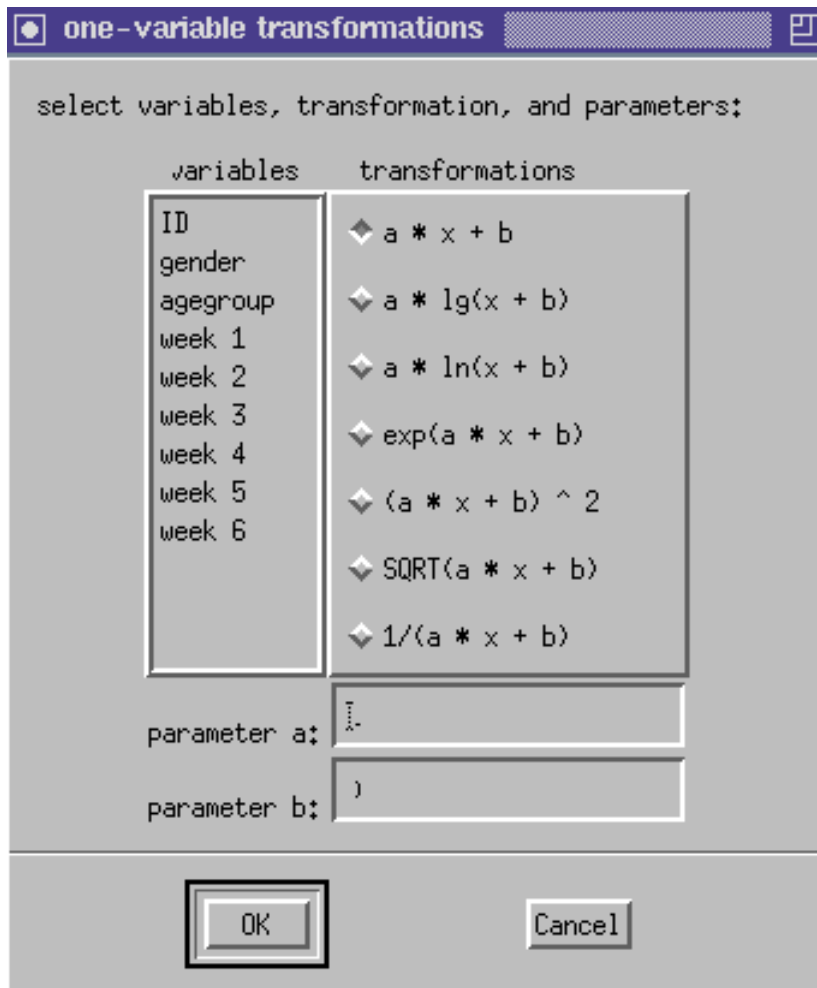 one-variable transformations
select variables, transformation, and parameters:
variables transformations
ID
gender
agegroup
week 1
week 2
week 3
week 4
week 5
week 6
a * x + b
a * lg(x + b)
a * ln(x + b)
exp(a * x + b)
(a * x + b) ^ 2
SQRT(a * x + b)
1/(a * x + b)
parameter a:
parameter b:
OK Cancel